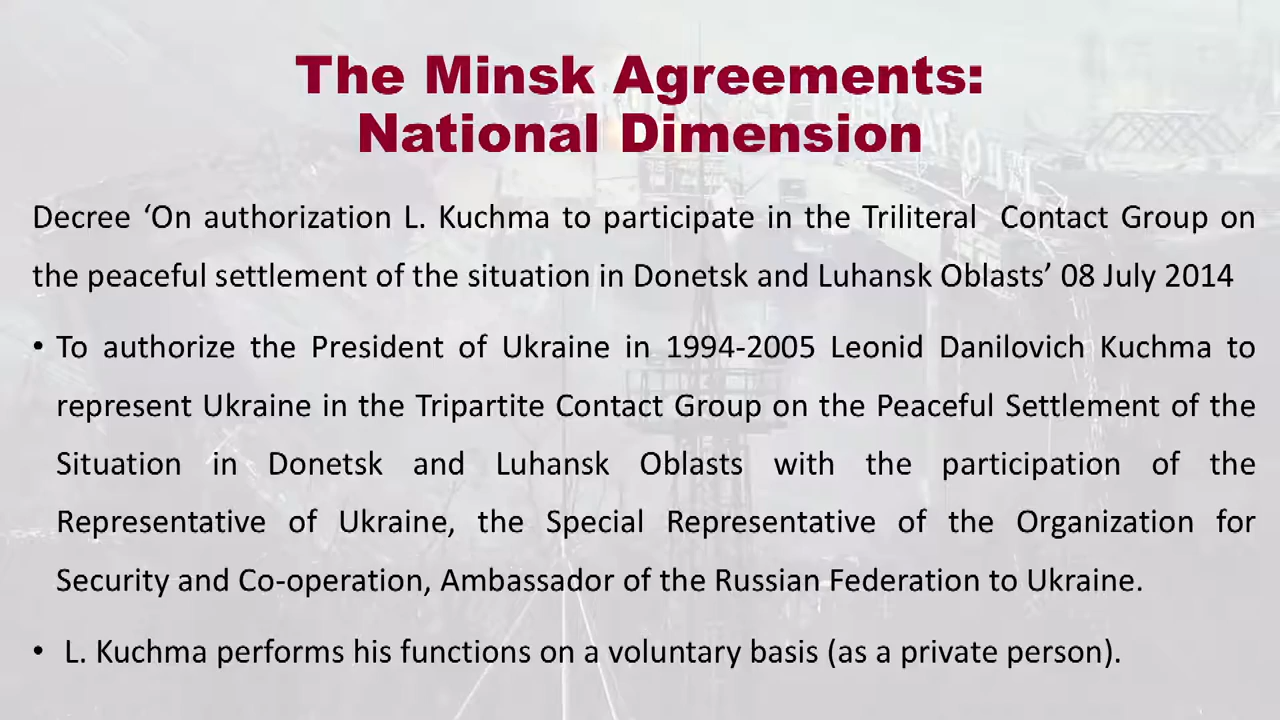 The Minsk Agreements:
National Dimension
Decree ‘On authorization L. Kuchma to participate in the Triliteral Contact Group on
the peaceful settlement of the situation in Donetsk and Luhansk Oblasts’ 08 July 2014
• To authorize the President of Ukraine in 1994-2005 Leonid Danilovich Kuchma to
represent Ukraine in the Tripartite Contact Group on the Peaceful Settlement of the
Situation in Donetsk and Luhansk Oblasts with the participation of the
Representative of Ukraine, the Special Representative of the Organization for
Security and Co-operation, Ambassador of the Russian Federation to Ukraine.
• L. Kuchma performs his functions on a voluntary basis (as a private person).